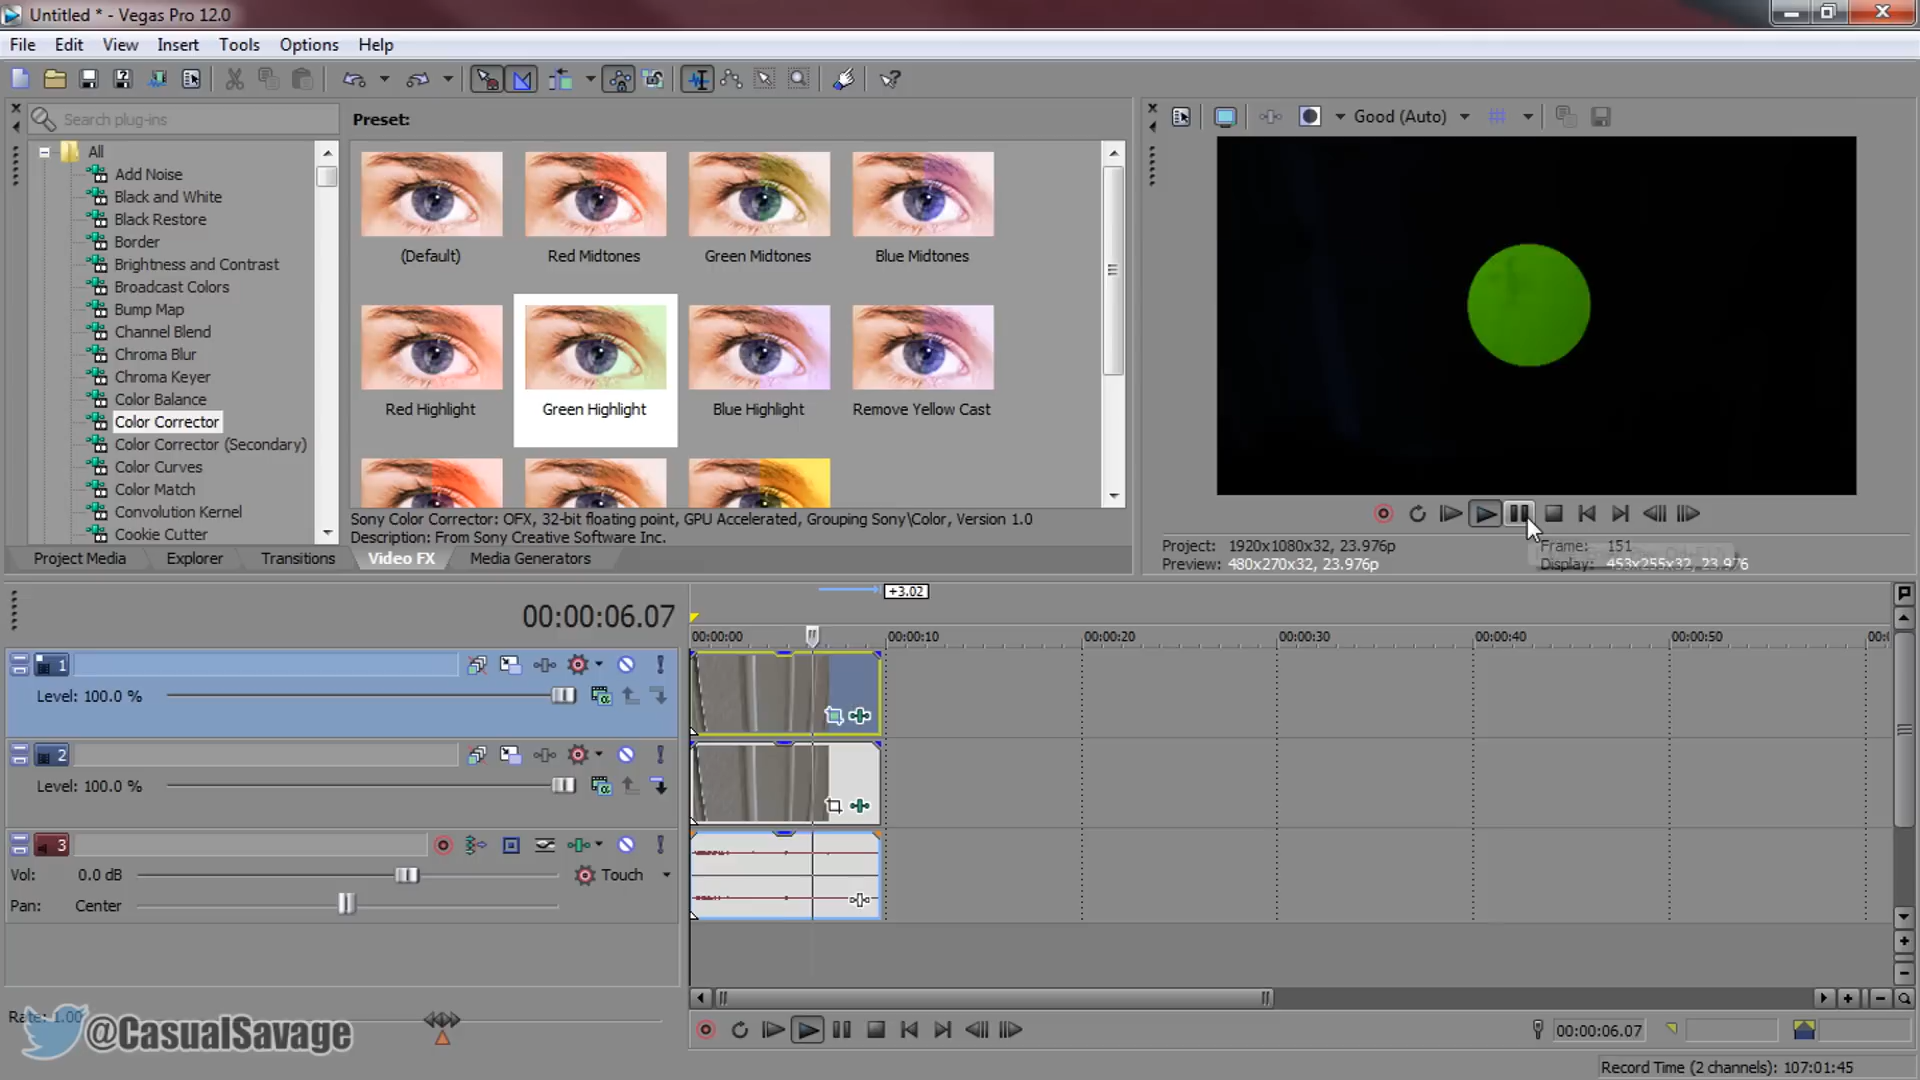 Untitled * - Vegas Pro 12.0
File Edit View Insert Tools Options Help
Search plug-ins
Preset:
Good (Auto)
All
Add Noise
Black and White
Black Restore
Border
Brightness and Contrast
Broadcast Colors
Bump Map
Channel Blend
Chroma Blur
Chroma Keyer
Color Balance
Color Corrector
Color Corrector (Secondary)
Color Curves
Color Match
Convolution Kernel
Cookie Cutter
(Default) Red Midtones Green Midtones Blue Midtones
Red Highlight Green Highlight Blue Highlight Remove Yellow Cast
Sony Color Corrector: OFX, 32-bit floating point, GPU Accelerated, Grouping Sony\Color, Version 1.0
Description: From Sony Creative Software Inc.
Project Media Explorer Transitions Video FX Media Generators
Project: 1920x1080x32, 23.976p Frame: 151
Preview: 480x270x32, 23.976p Display: 453x255x32, 23.976
00:00:06.07
+3.02
00:00:00 00:00:10 00:00:20 00:00:30 00:00:40 00:00:50
1
Level: 100.0 %
2
Level: 100.0 %
3
Vol: 0.0 dB Touch
Pan: Center
Rate: 1.00
@CasualSavage
00:00:06.07
Record Time (2 channels): 107:01:45